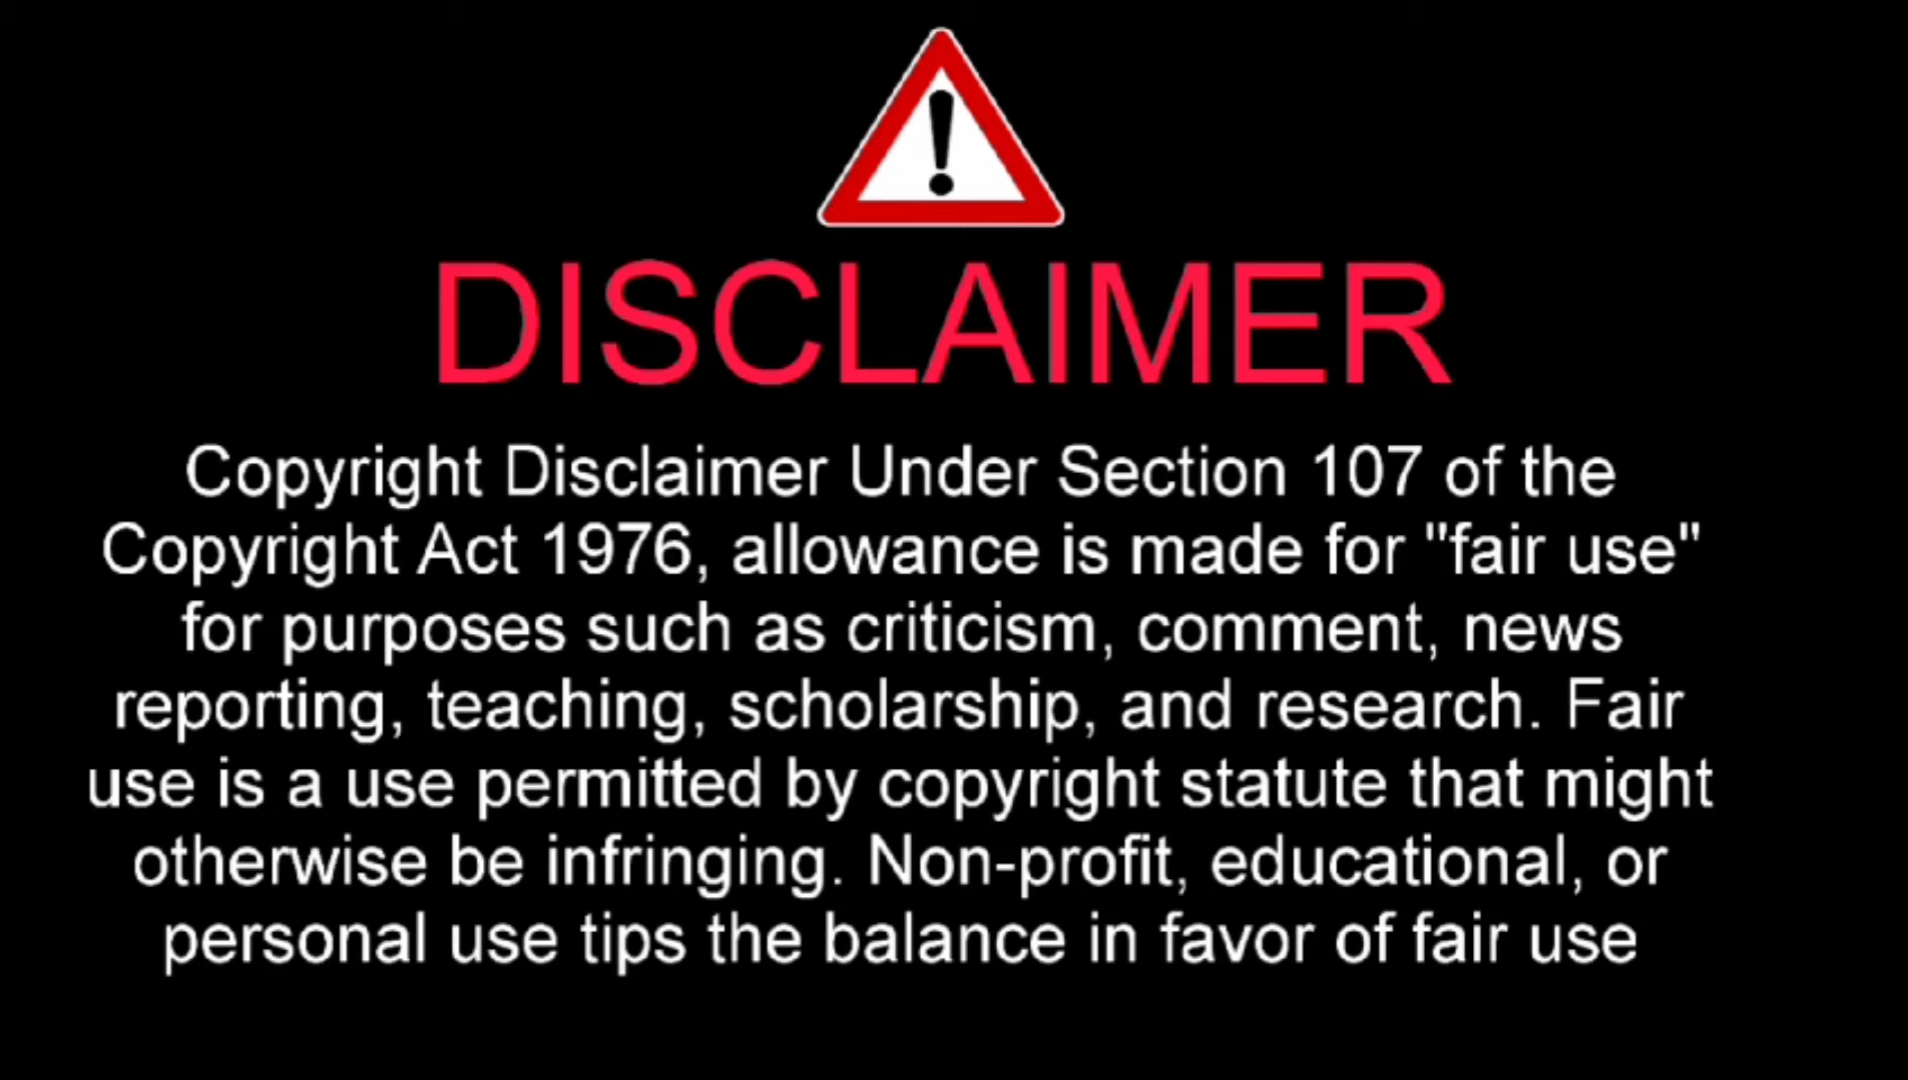 DISCLAIMER
Copyright Disclaimer Under Section 107 of the
Copyright Act 1976, allowance is made for "fair use"
for purposes such as criticism, comment, news
reporting, teaching, scholarship, and research. Fair
use is a use permitted by copyright statute that might
otherwise be infringing. Non-profit, educational, or
personal use tips the balance in favor of fair use